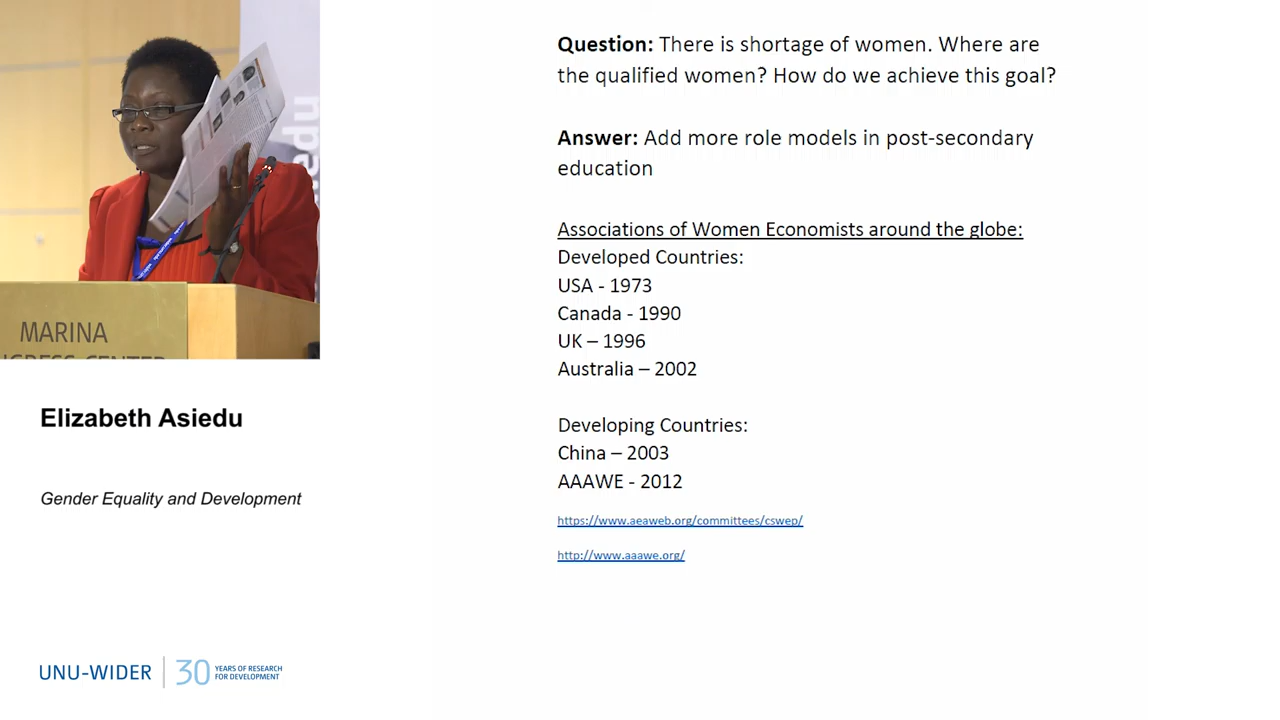 MARINA
Elizabeth Asiedu
Gender Equality and Development
UNU-WIDER
30 YEARS OF RESEARCH
FOR DEVELOPMENT
Question: There is shortage of women. Where are
the qualified women? How do we achieve this goal?
Answer: Add more role models in post-secondary
education
Associations of Women Economists around the globe:
Developed Countries:
USA - 1973
Canada - 1990
UK – 1996
Australia – 2002
Developing Countries:
China – 2003
AAAWE - 2012
https://www.aeaweb.org/committees/cswep/
http://www.aaawe.org/